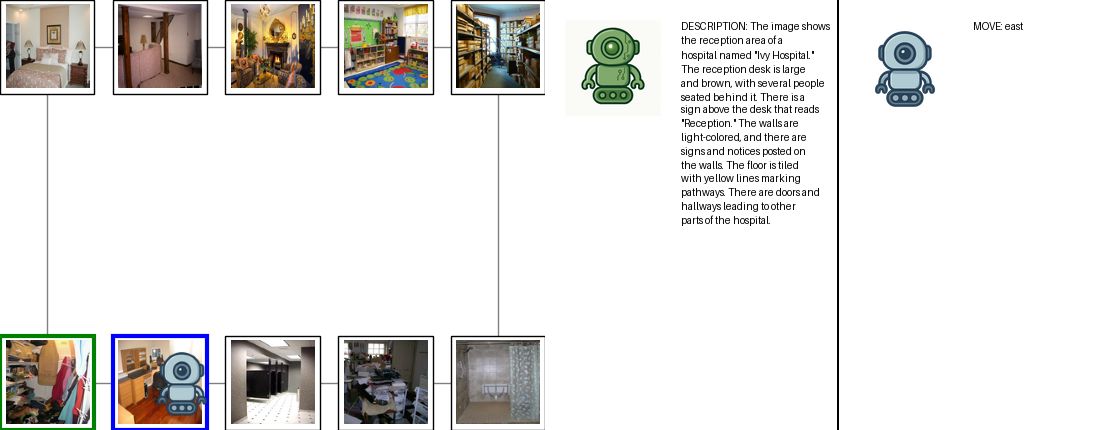 DESCRIPTION: The image shows
the reception area of a
hospital named "Ivy Hospital."
The reception desk is large
and brown, with several people
seated behind it. There is a
sign above the desk that reads
"Reception." The walls are
light-colored, and there are
signs and notices posted on
the walls. The floor is tiled
with yellow lines marking
pathways. There are doors and
hallways leading to other
parts of the hospital.
MOVE: east